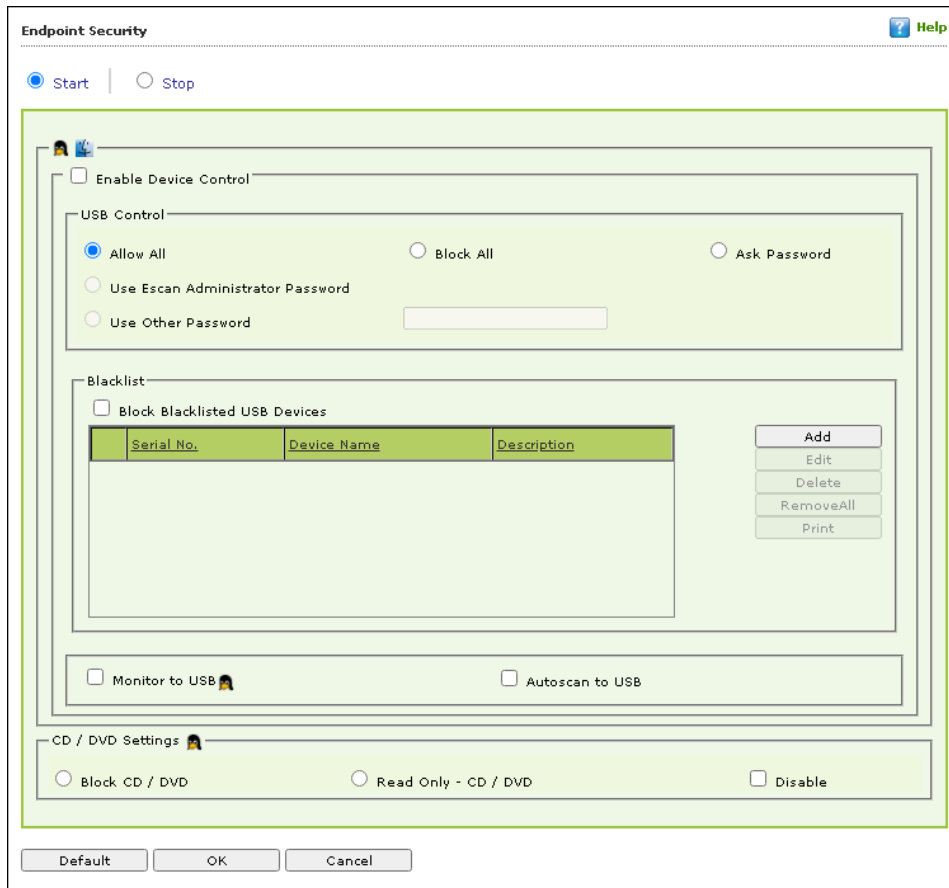 Endpoint Security
? Help
Start Stop
Enable Device Control
USB Control
Allow All Block All Ask Password
Use Escan Administrator Password
Use Other Password
Blacklist
Block Blacklisted USB Devices
Serial No. Device Name Description
Add
Edit
Delete
RemoveAll
Print
Monitor to USB Autoscan to USB
CD / DVD Settings
Block CD / DVD Read Only - CD / DVD Disable
Default OK Cancel